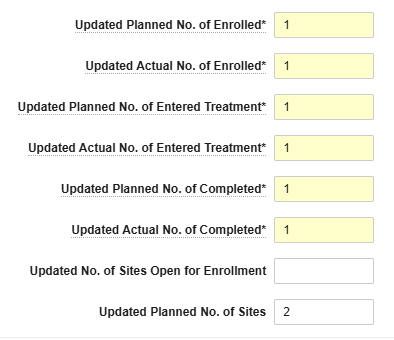 Updated Planned No. of Enrolled* 1
Updated Actual No. of Enrolled* 1
Updated Planned No. of Entered Treatment* 1
Updated Actual No. of Entered Treatment* 1
Updated Planned No. of Completed* 1
Updated Actual No. of Completed* 1
Updated No. of Sites Open for Enrollment
Updated Planned No. of Sites 2